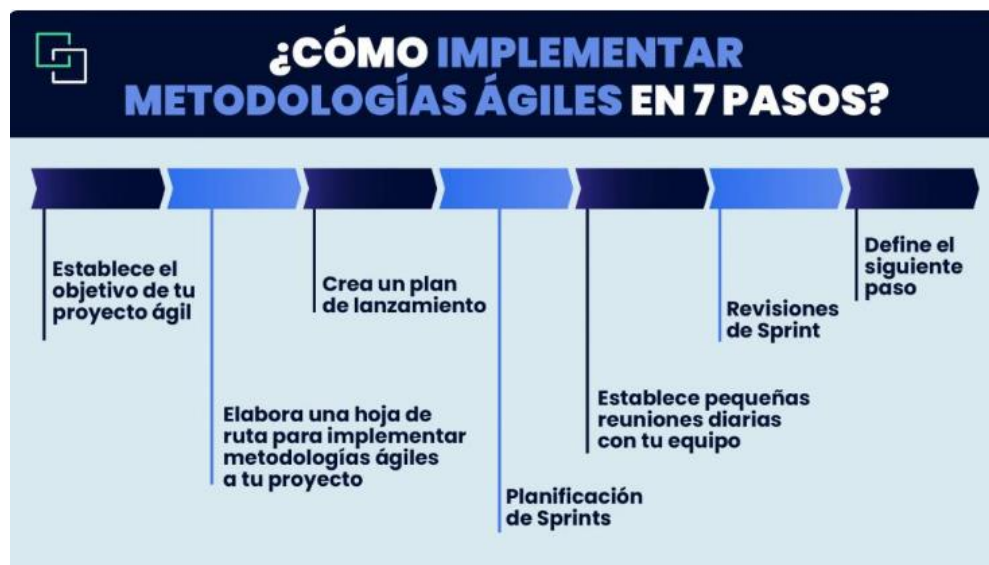 ¿CÓMO IMPLEMENTAR
METODOLOGÍAS ÁGILES EN 7 PASOS?
Establece el
objetivo de tu
proyecto ágil
Elabora una hoja de
ruta para implementar
metodologías ágiles
a tu proyecto
Crea un plan
de lanzamiento
Planificación
de Sprints
Establece pequeñas
reuniones diarias
con tu equipo
Revisiones
de Sprint
Define el
siguiente
paso